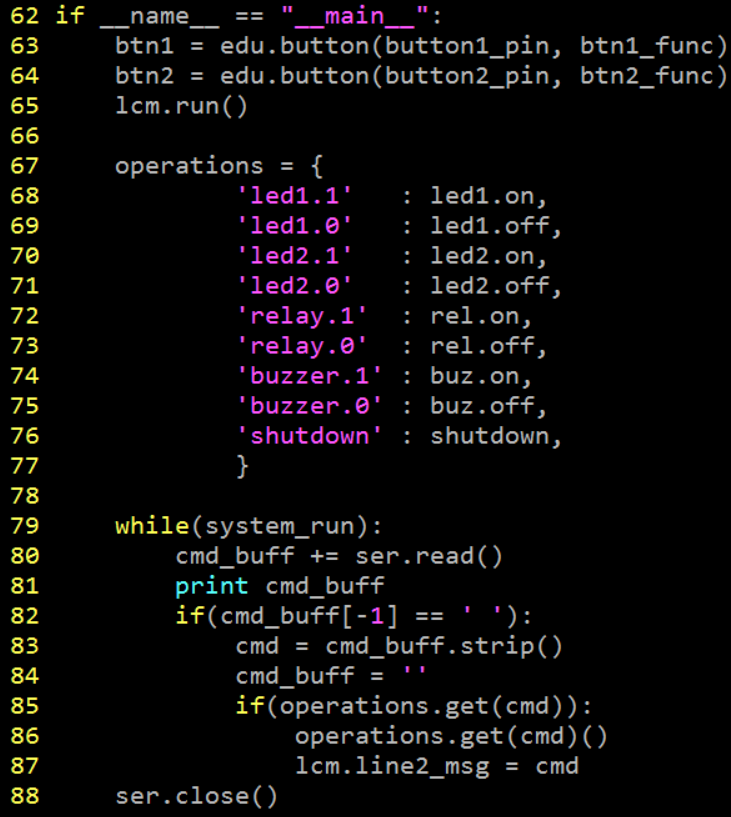 62 if __name__ == "__main__":
63     btn1 = edu.button(button1_pin, btn1_func)
64     btn2 = edu.button(button2_pin, btn2_func)
65     lcm.run()
66
67     operations = {
68             'led1.1'   : led1.on,
69             'led1.0'   : led1.off,
70             'led2.1'   : led2.on,
71             'led2.0'   : led2.off,
72             'relay.1'  : rel.on,
73             'relay.0'  : rel.off,
74             'buzzer.1' : buz.on,
75             'buzzer.0' : buz.off,
76             'shutdown' : shutdown,
77             }
78
79     while(system_run):
80         cmd_buff += ser.read()
81         print cmd_buff
82         if(cmd_buff[-1] == ' '):
83             cmd = cmd_buff.strip()
84             cmd_buff = ''
85             if(operations.get(cmd)):
86                 operations.get(cmd)()
87                 lcm.line2_msg = cmd
88     ser.close()